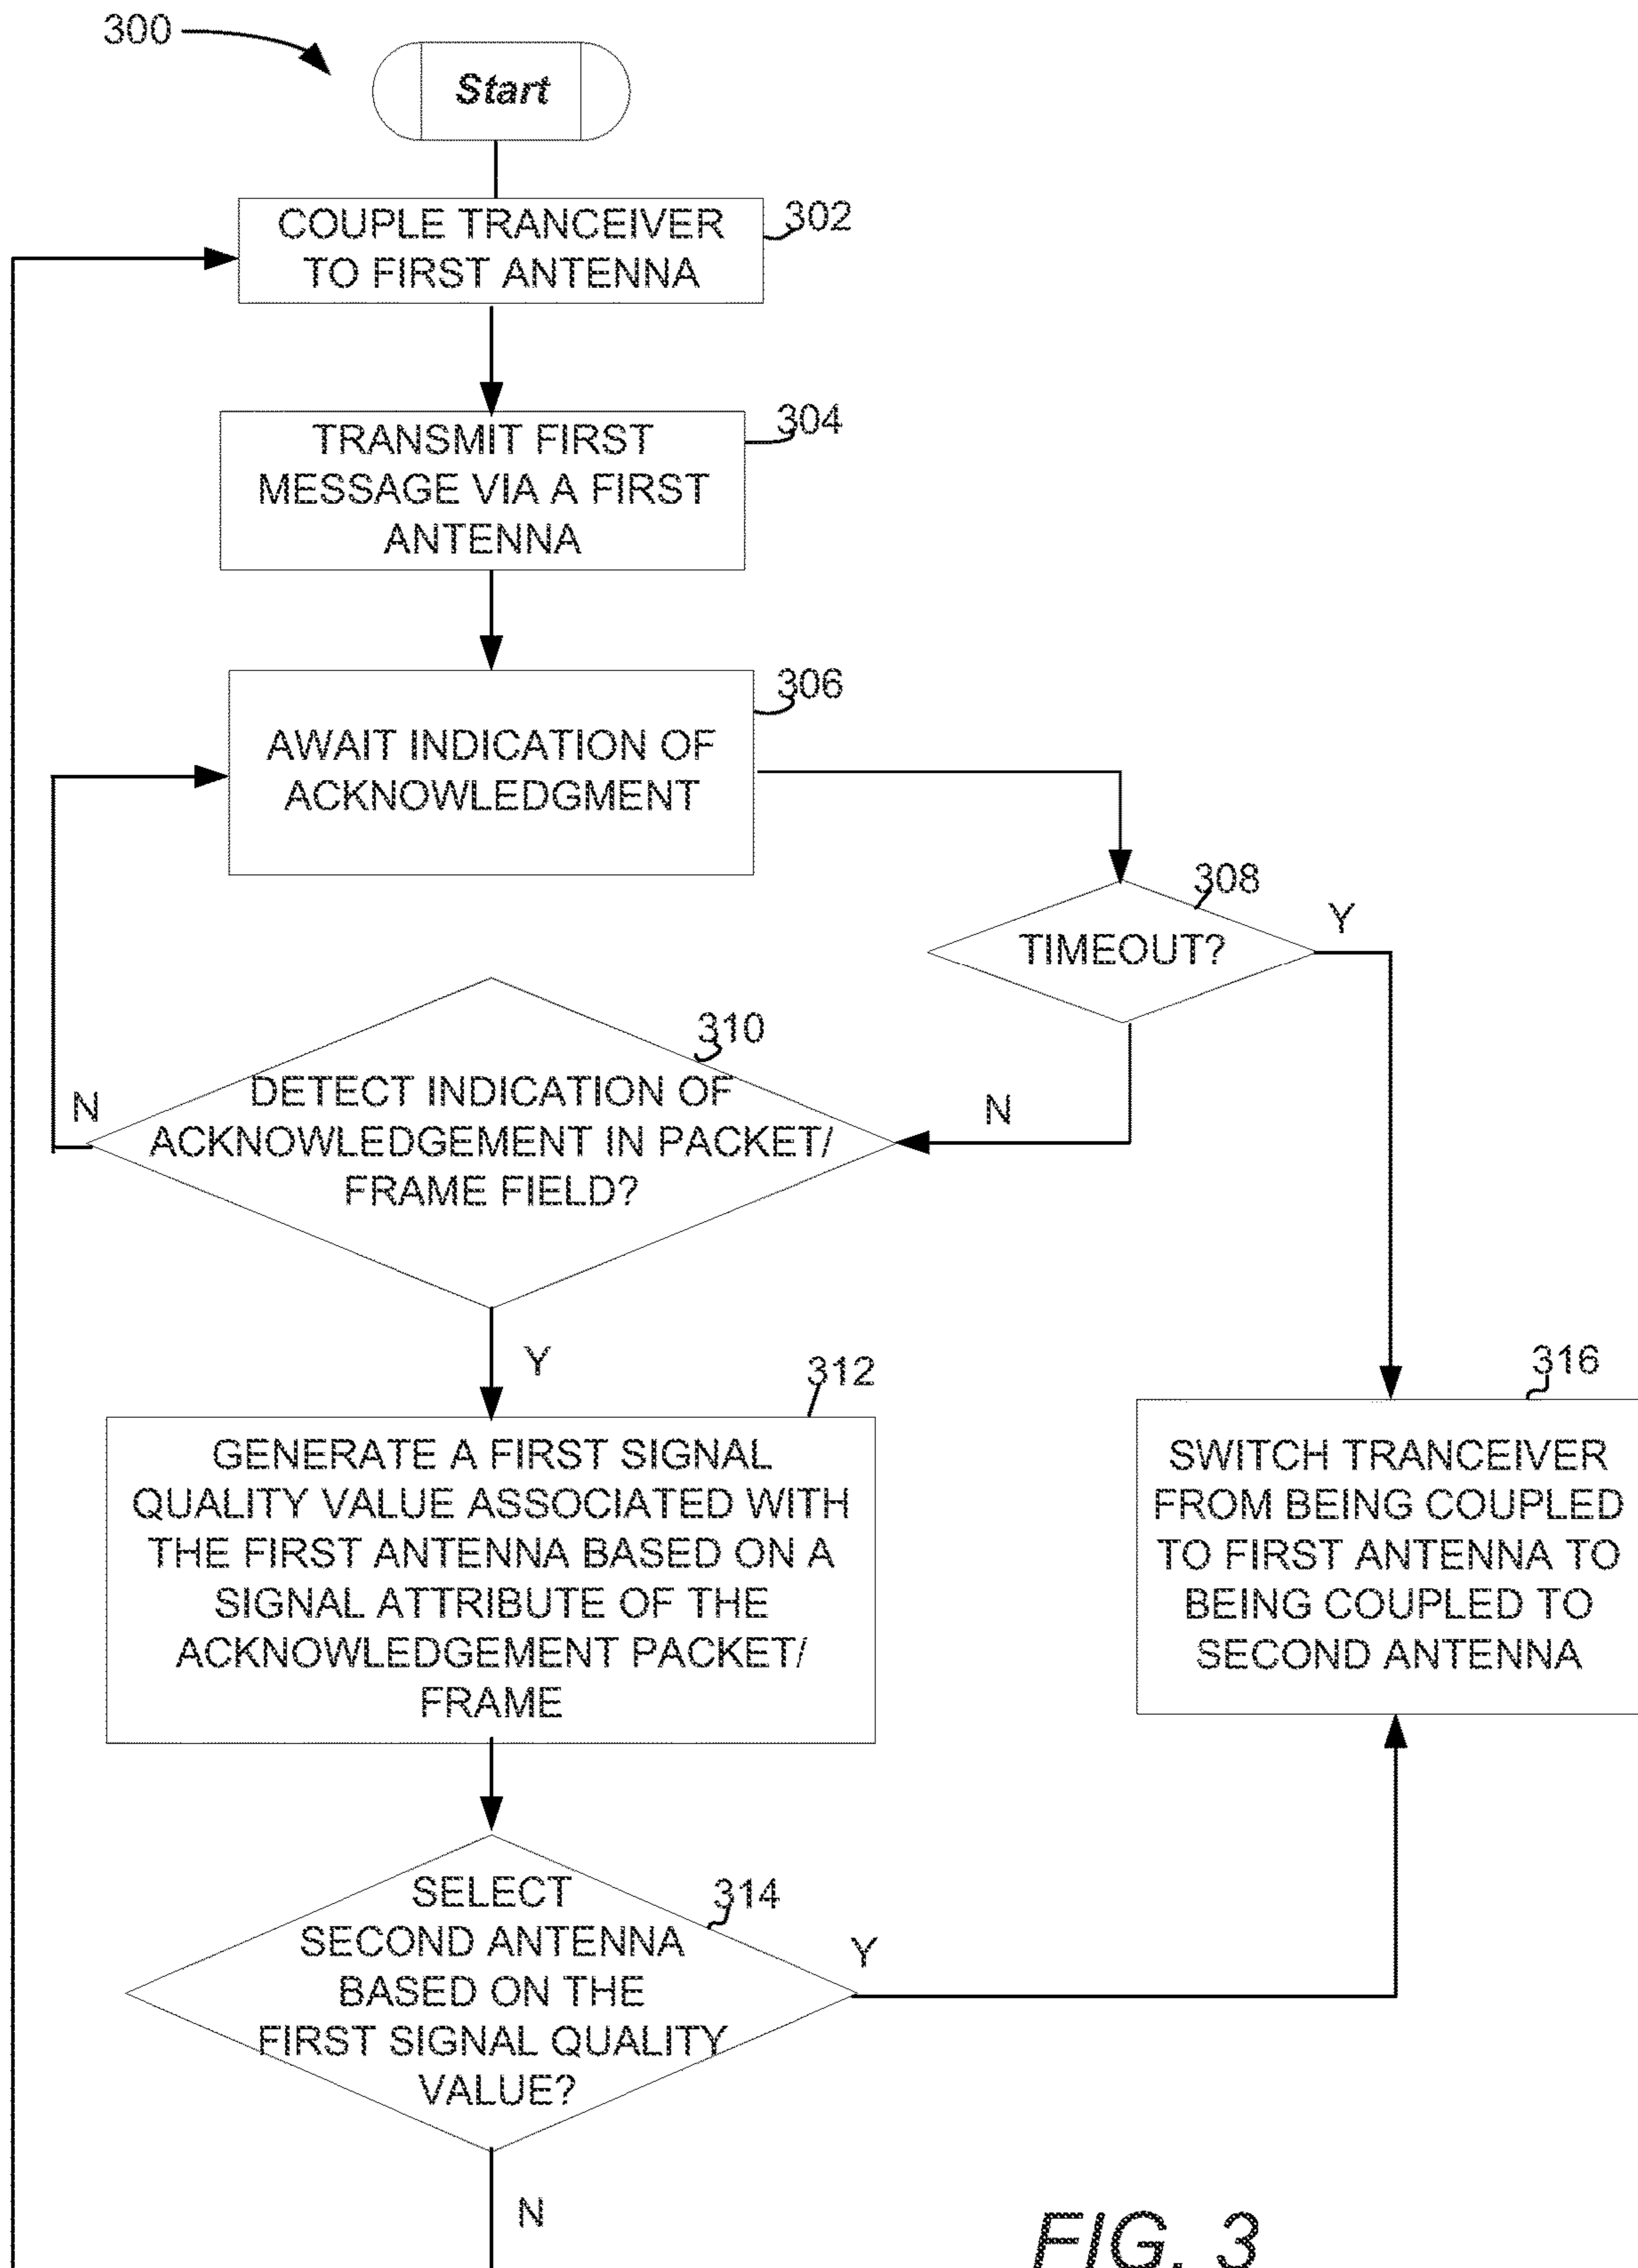 300
Start
302
COUPLE TRANCEIVER
TO FIRST ANTENNA
304
TRANSMIT FIRST
MESSAGE VIA A FIRST
ANTENNA
306
AWAIT INDICATION OF
ACKNOWLEDGMENT
308
Y
TIMEOUT?
310
N
N
DETECT INDICATION OF
ACKNOWLEDGEMENT IN PACKET/
FRAME FIELD?
Y
312
GENERATE A FIRST SIGNAL
QUALITY VALUE ASSOCIATED WITH
THE FIRST ANTENNA BASED ON A
SIGNAL ATTRIBUTE OF THE
ACKNOWLEDGEMENT PACKET/
FRAME
316
SWITCH TRANCEIVER
FROM BEING COUPLED
TO FIRST ANTENNA TO
BEING COUPLED TO
SECOND ANTENNA
314
SELECT
SECOND ANTENNA
BASED ON THE
FIRST SIGNAL QUALITY
VALUE?
Y
N
FIG. 3